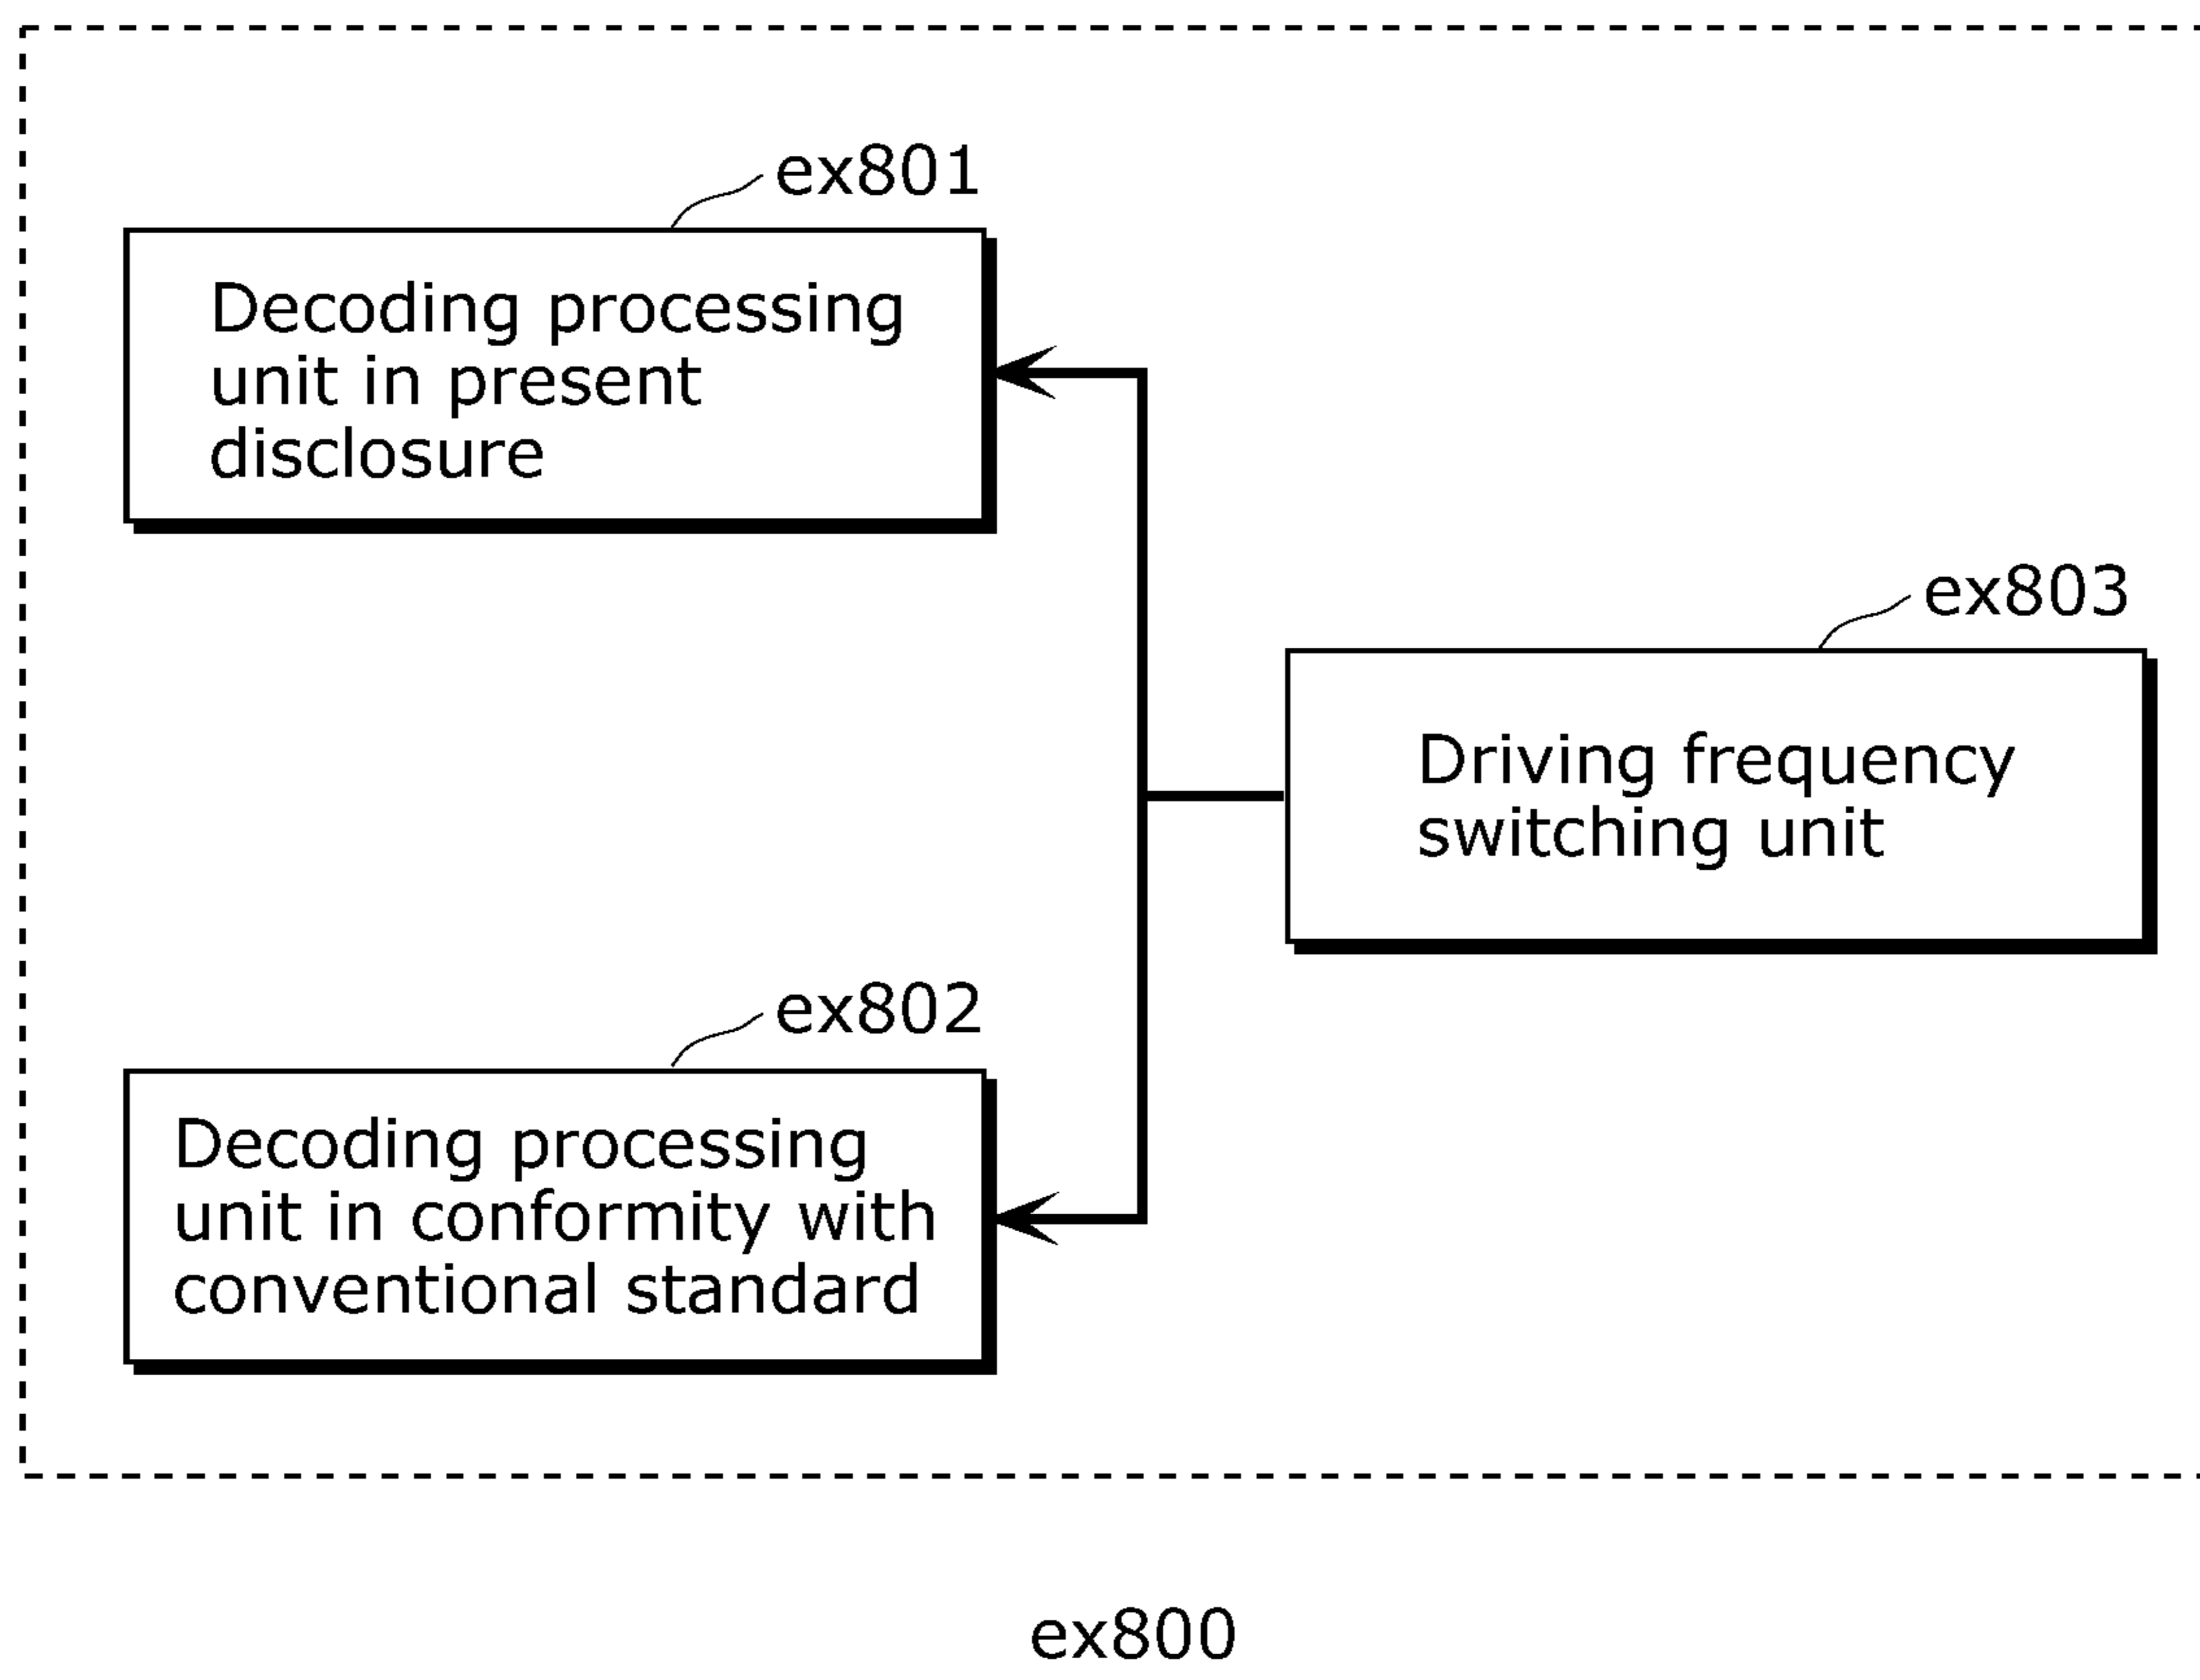 ex801
Decoding processing
unit in present
disclosure
ex803
Driving frequency
switching unit
ex802
Decoding processing
unit in conformity with
conventional standard
ex800